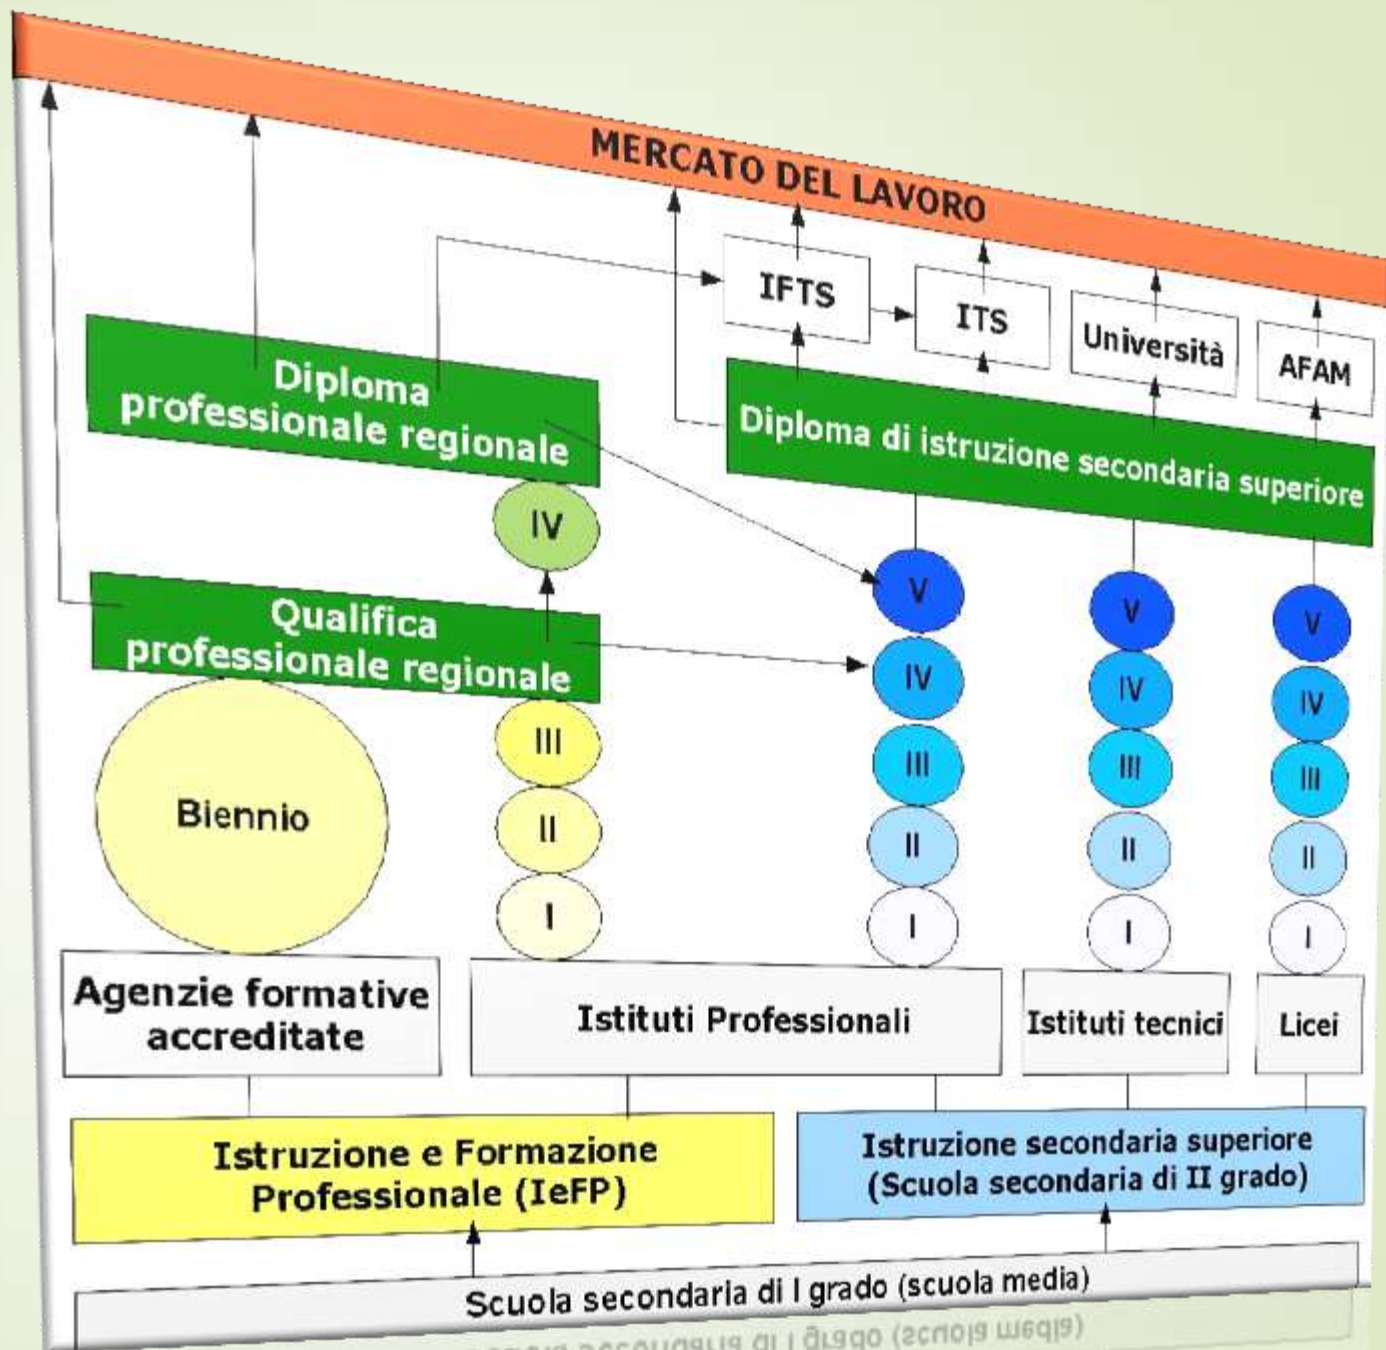 MERCATO DEL LAVORO
IFTS
ITS
Università
AFAM
Diploma
professionale regionale
Diploma di istruzione secondaria superiore
IV
Qualifica
professionale regionale
V
V
V
IV
IV
IV
III
III
III
III
Biennio
II
II
II
II
I
I
I
I
Agenzie formative
accreditate
Istituti Professionali
Istituti tecnici
Licei
Istruzione e Formazione
Professionale (IeFP)
Istruzione secondaria superiore
(Scuola secondaria di II grado)
Scuola secondaria di I grado (scuola media)